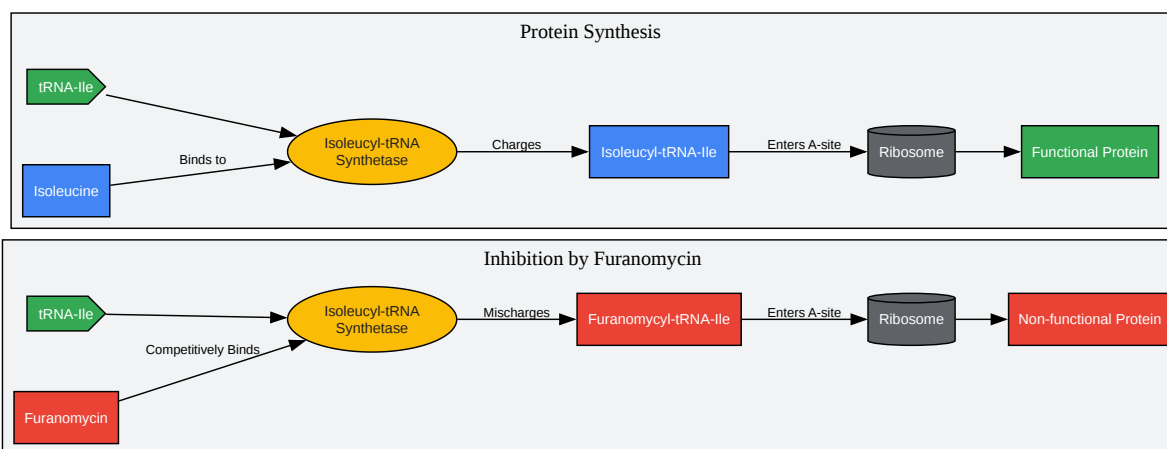 Protein Synthesis
tRNA-Ile
Isoleucine
Binds to
Isoleucyl-tRNA
Synthetase
Charges
Isoleucyl-tRNA-Ile
Enters A-site
Ribosome
Functional Protein
Inhibition by Furanomycin
tRNA-Ile
Furanomycin
Competitively Binds
Isoleucyl-tRNA
Synthetase
Mischarges
Furanomycyl-tRNA-Ile
Enters A-site
Ribosome
Non-functional Protein